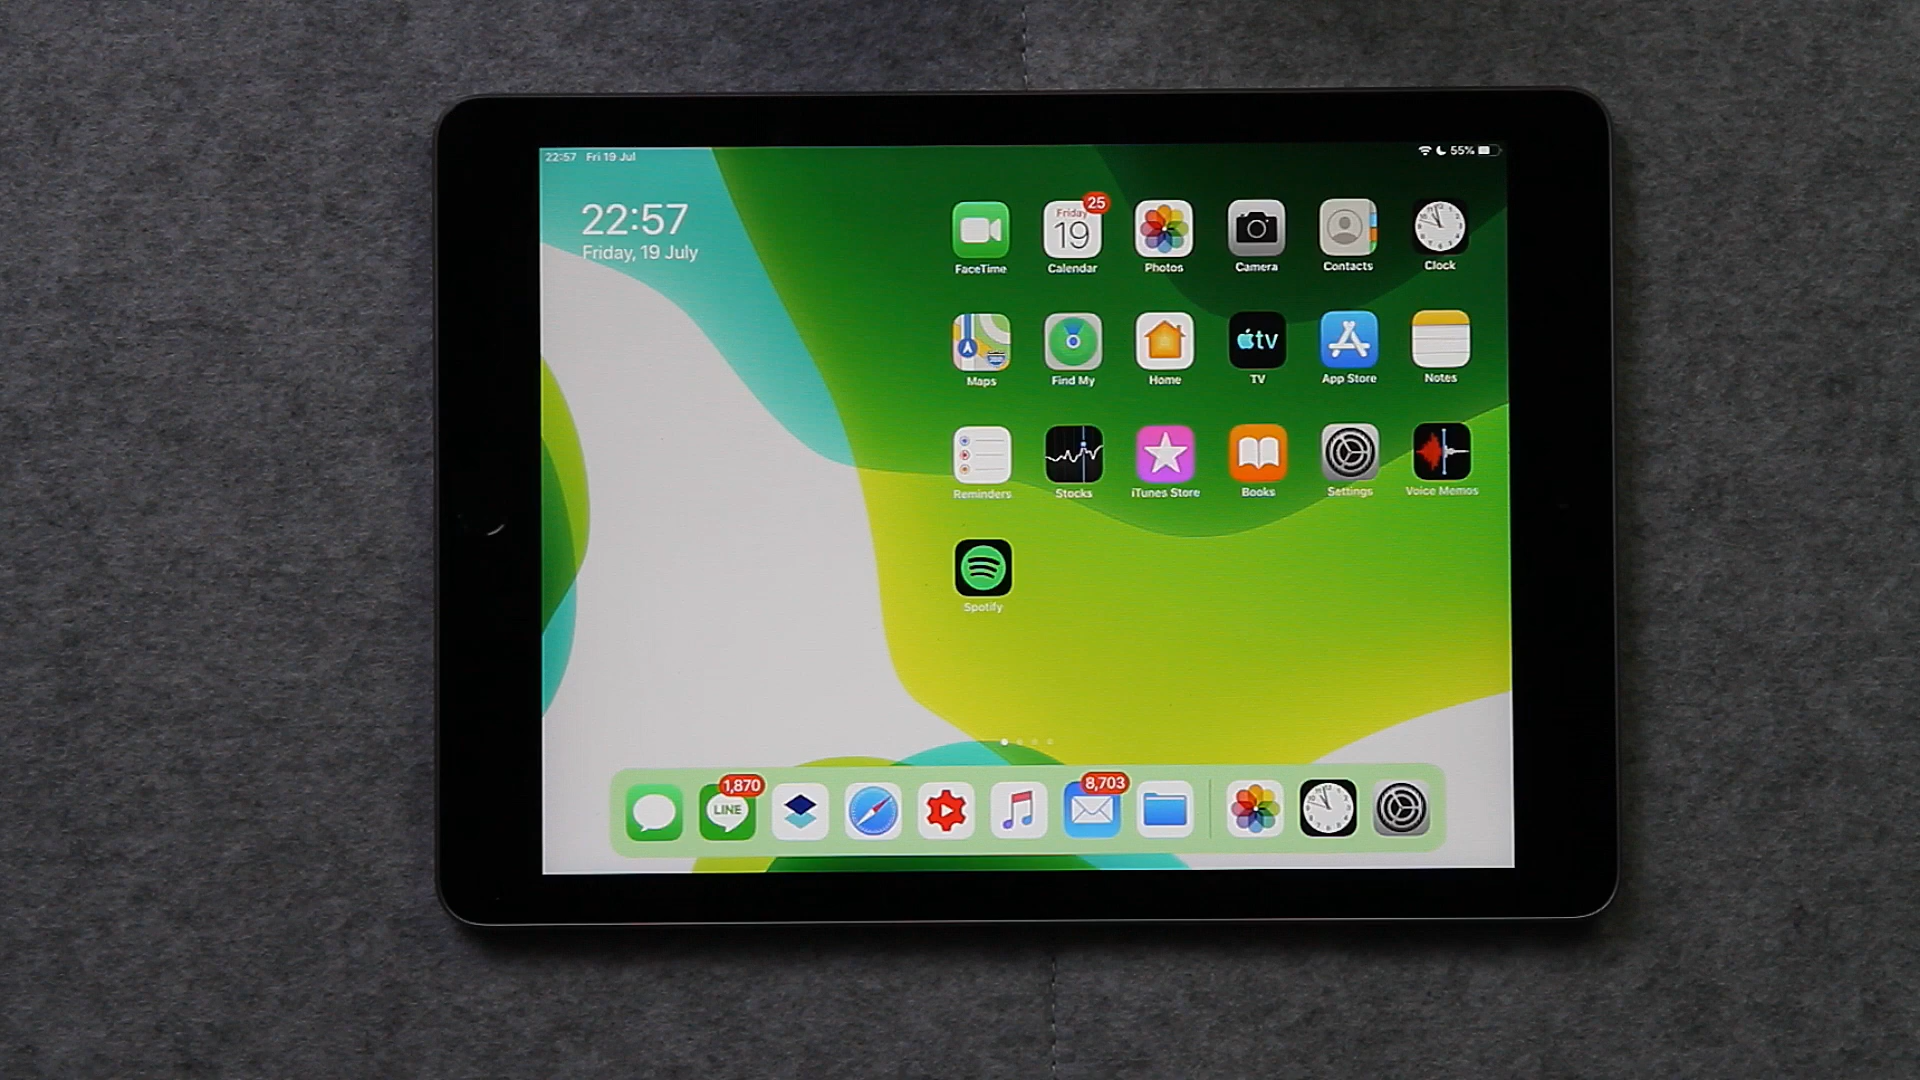 22:57 Fri 19 Jul
55%
22:57
Friday, 19 July
25
Friday
19
FaceTime Calendar Photos Camera Contacts Clock
tv
Maps Find My Home TV App Store Notes
Reminders Stocks iTunes Store Books Settings Voice Memos
Spotify
1,870 8,703
LINE